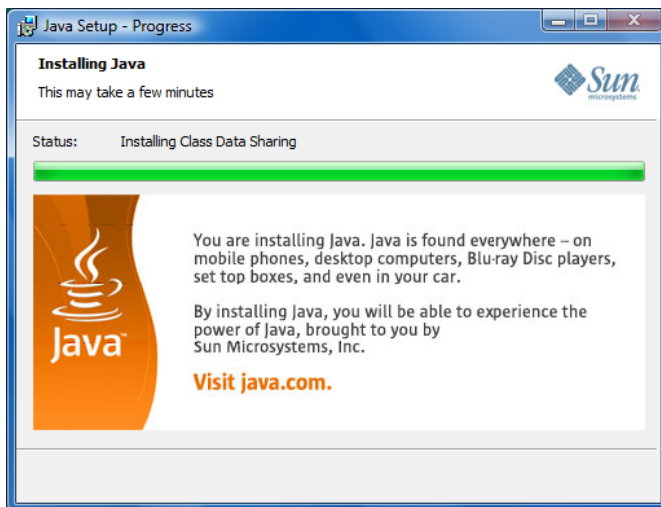 Java Setup - Progress
Installing Java
This may take a few minutes
Sun
microsystems
Status: Installing Class Data Sharing
You are installing Java. Java is found everywhere – on
mobile phones, desktop computers, Blu-ray Disc players,
set top boxes, and even in your car.
By installing Java, you will be able to experience the
power of Java, brought to you by
Sun Microsystems, Inc.
Visit java.com.
Java™